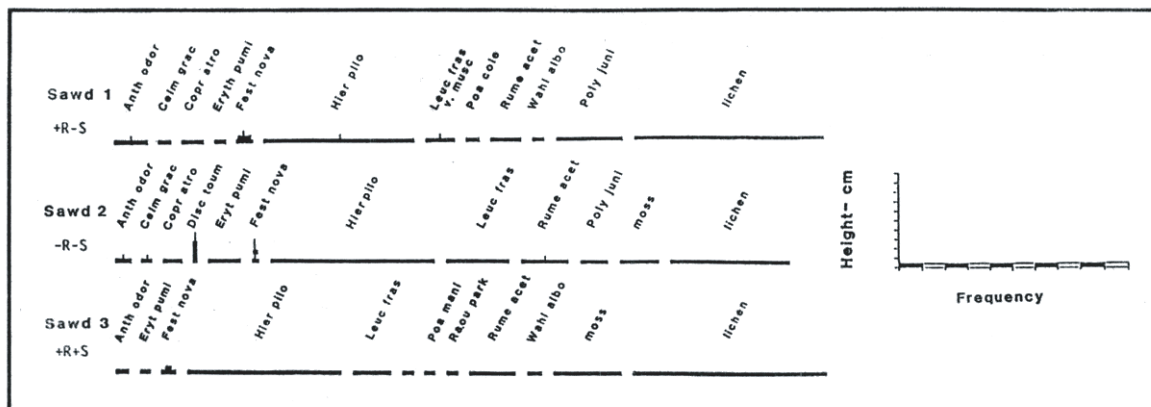 Anth odor Celm grac Copr atro Eryth pumi Fest nova Hier pilo Leuc fras v. musc Poa cole Rume acet Wahl albo Poly juni lichen
Sawd 1
+R-S
Anth odor Celm grac Copr atro Disc toum Eryt pumi Fest nova Hier pilo Leuc fras Rume acet Poly juni moss lichen
Sawd 2
-R-S
Anth odor Eryt pumi Fest nova Hier pilo Leuc fras Poa mani Raou park Rume acet Wahl albo moss lichen
Sawd 3
+R+S
Height- cm
Frequency